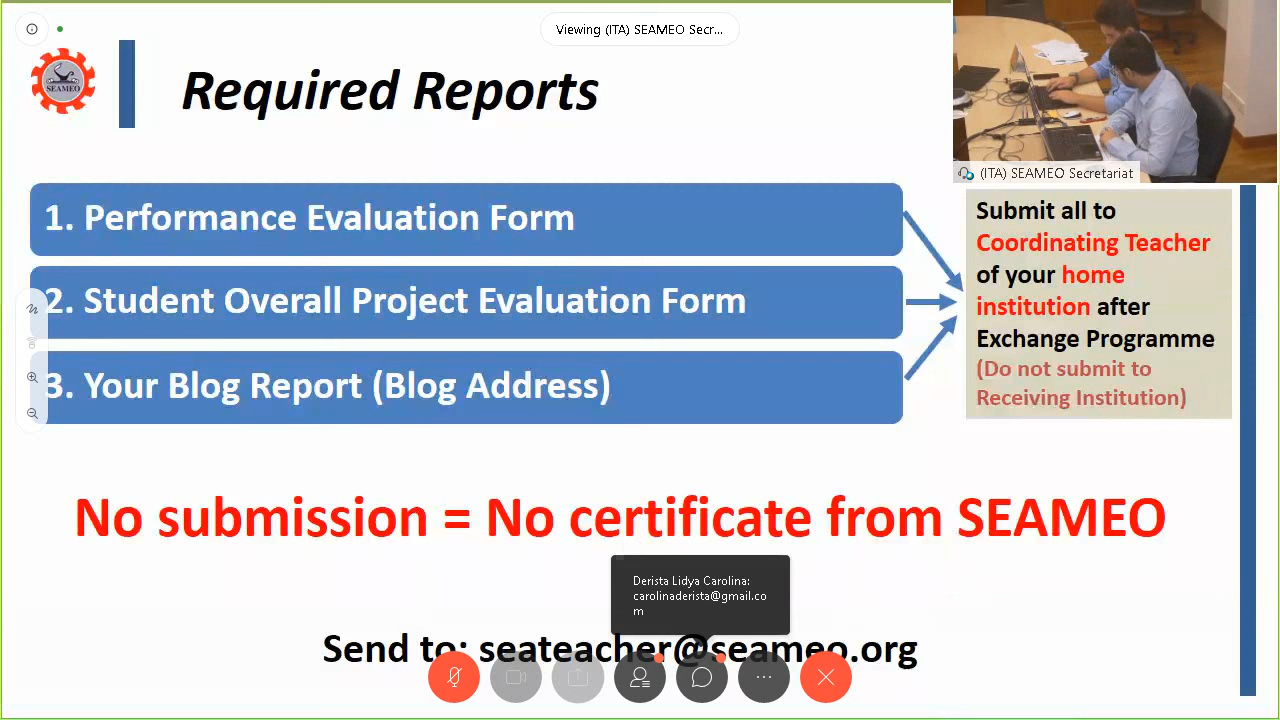 Viewing (ITA) SEAMEO Secr...
SEAMEO
Required Reports
(ITA) SEAMEO Secretariat
1. Performance Evaluation Form
2. Student Overall Project Evaluation Form
3. Your Blog Report (Blog Address)
Submit all to
Coordinating Teacher
of your home
institution after
Exchange Programme
(Do not submit to
Receiving Institution)
No submission = No certificate from SEAMEO
Derista Lidya Carolina:
carolinaderista@gmail.co
m
Send to: seateacher@seameo.org